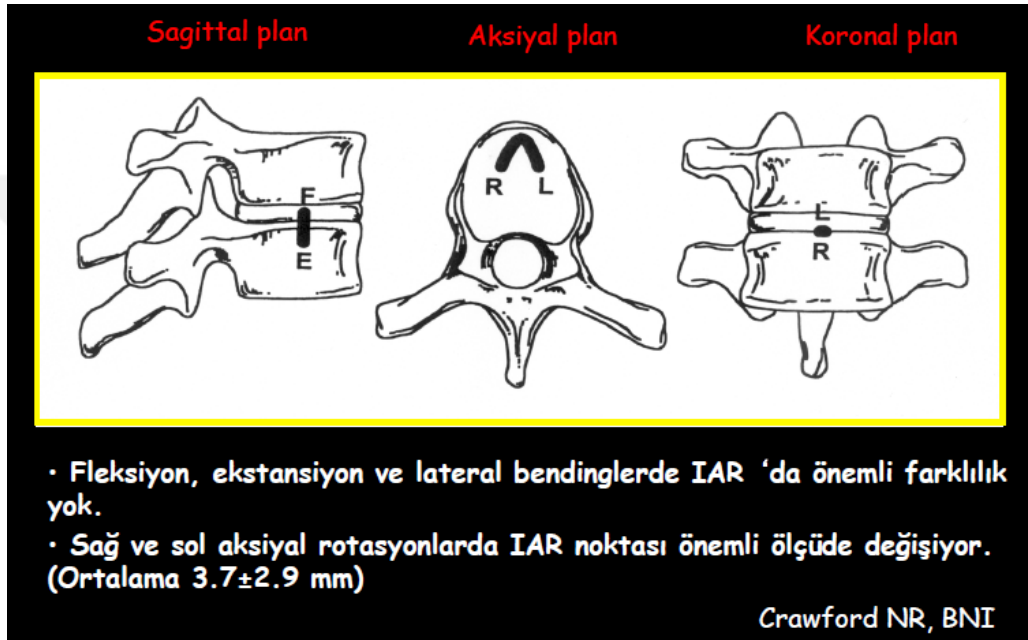 Sagittal plan
Aksiyal plan
Koronal plan
F
E
R L
L
R
• Fleksiyon, ekstansiyon ve lateral bendinglerde IAR ‘da önemli farklılık
yok.
• Sağ ve sol aksiyal rotasyonlarda IAR noktası önemli ölçüde değişiyor.
(Ortalama 3.7±2.9 mm)
Crawford NR, BNI